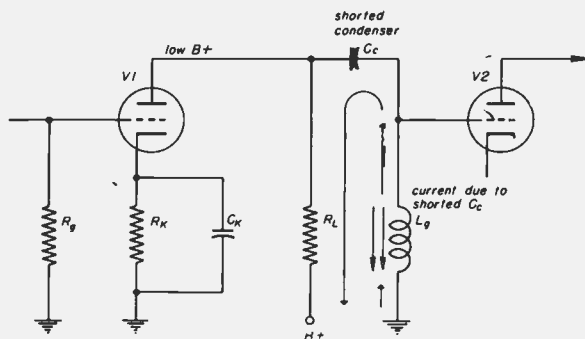 shorted
condenser
Cc
low B+
V1
V2
current due to
shorted Cc
Rg
RK
CK
RL
Lg
B+